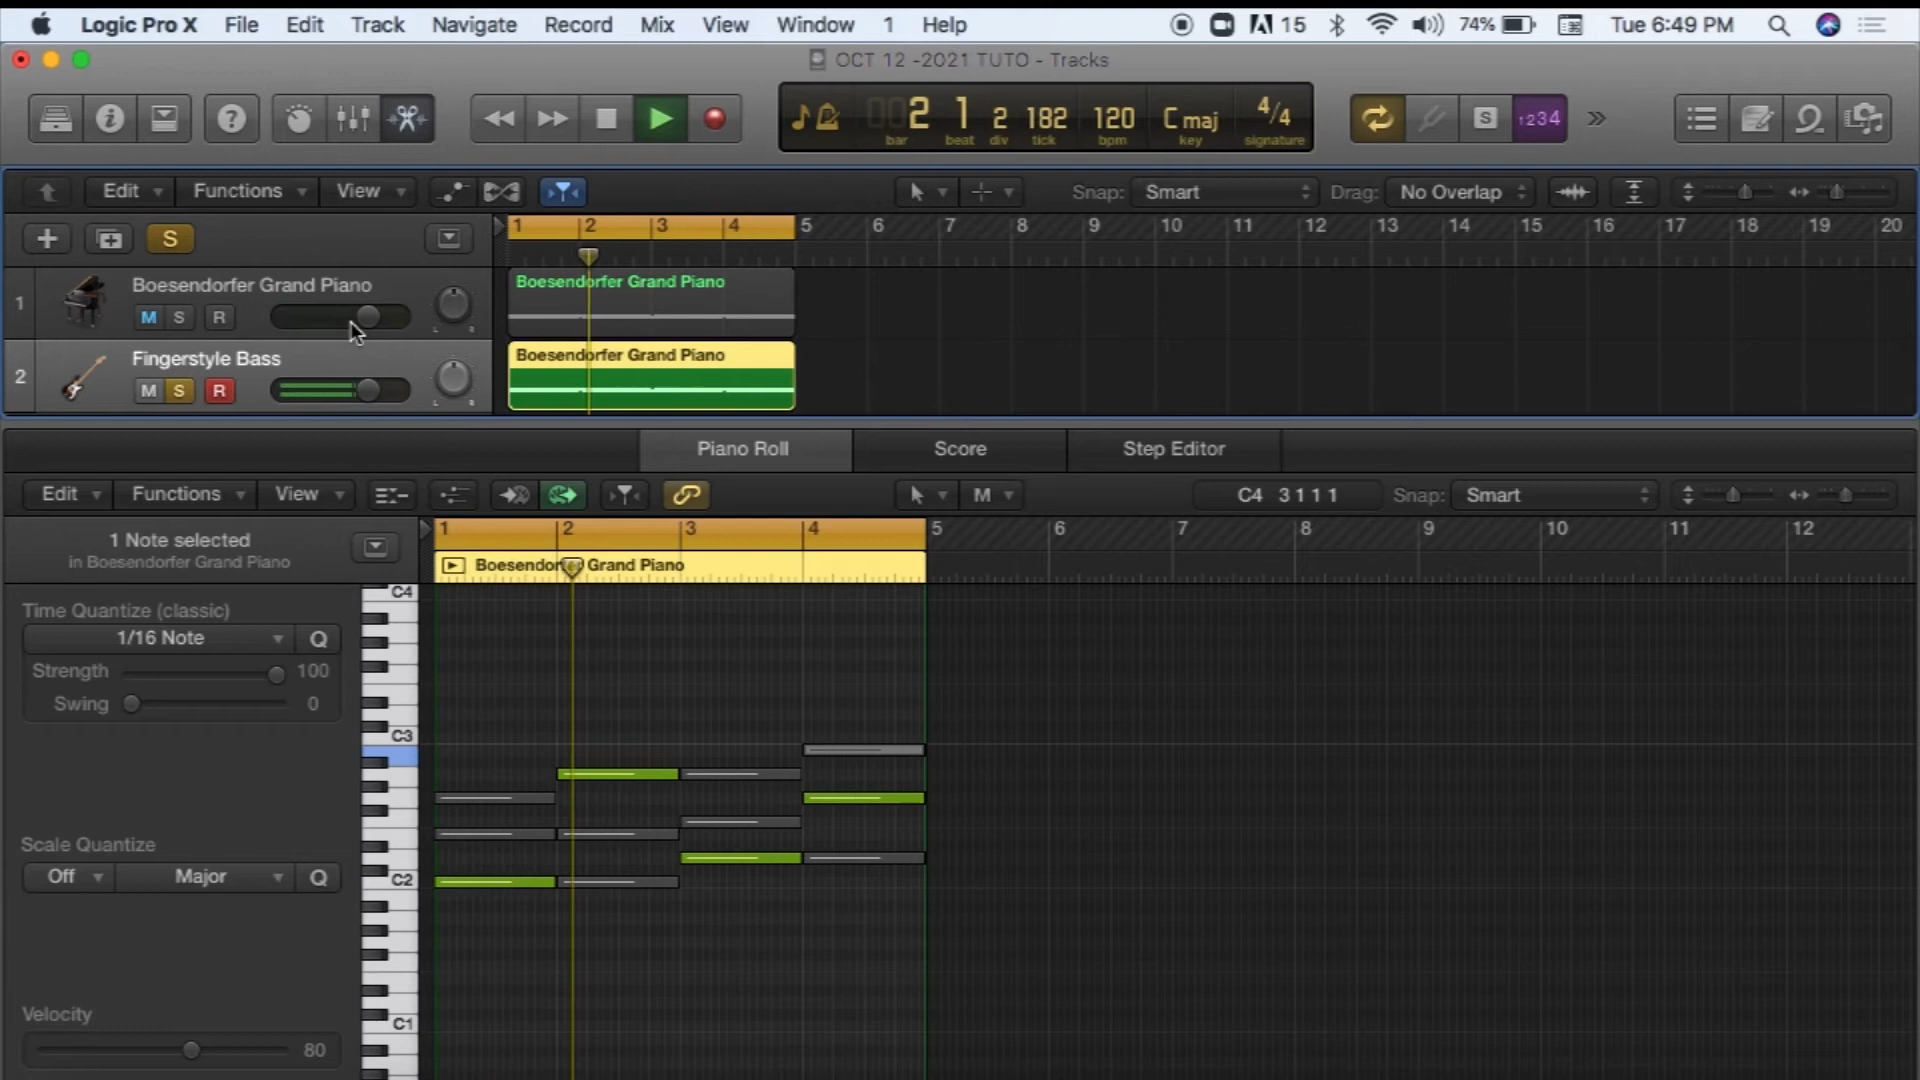 Logic Pro X File Edit Track Navigate Record Mix View Window 1 Help 15 74% Tue 6:49 PM
OCT 12 -2021 TUTO - Tracks
2 1 2 182 120 C maj 4/4
bar beat div tick bpm key signature
S 1234
Edit Functions View Snap: Smart Drag: No Overlap
S 1 2 3 4 5 6 7 8 9 10 11 12 13 14 15 16 17 18 19 20
1 Boesendorfer Grand Piano Boesendorfer Grand Piano
M S R
2 Fingerstyle Bass Boesendorfer Grand Piano
M S R
Piano Roll Score Step Editor
Edit Functions View M C4 3 1 1 1 Snap: Smart
1 2 3 4 5 6 7 8 9 10 11 12
1 Note selected
in Boesendorfer Grand Piano
Grand Piano
Time Quantize (classic) C4
1/16 Note Q
Strength 100
Swing 0
C3
Scale Quantize
Off Major Q C2
Velocity C1
80